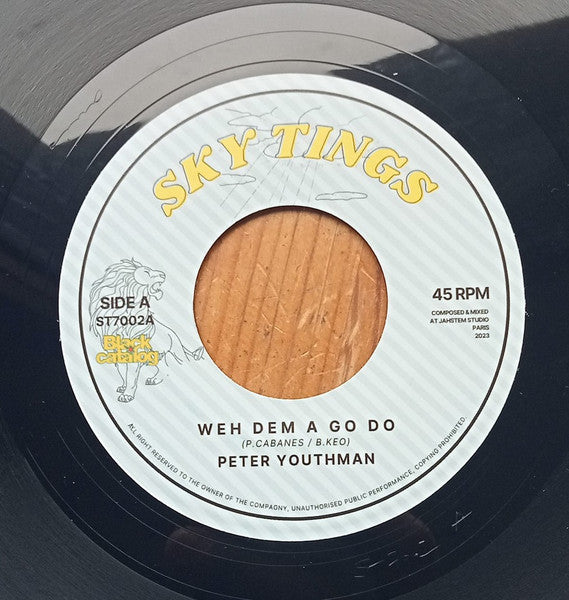 SKY TINGS
SIDE A
ST7002A
Black
catalog
45 RPM
COMPOSED & MIXED
AT JAHSTEM STUDIO
PARIS
2023
WEH DEM A GO DO
(P.CABANES / B.KEO)
PETER YOUTHMAN
ALL RIGHT RESERVED TO THE OWNER OF THE COMPAGNY, UNAUTHORISED PUBLIC PERFORMANCE, COPYING PROHIBITED.